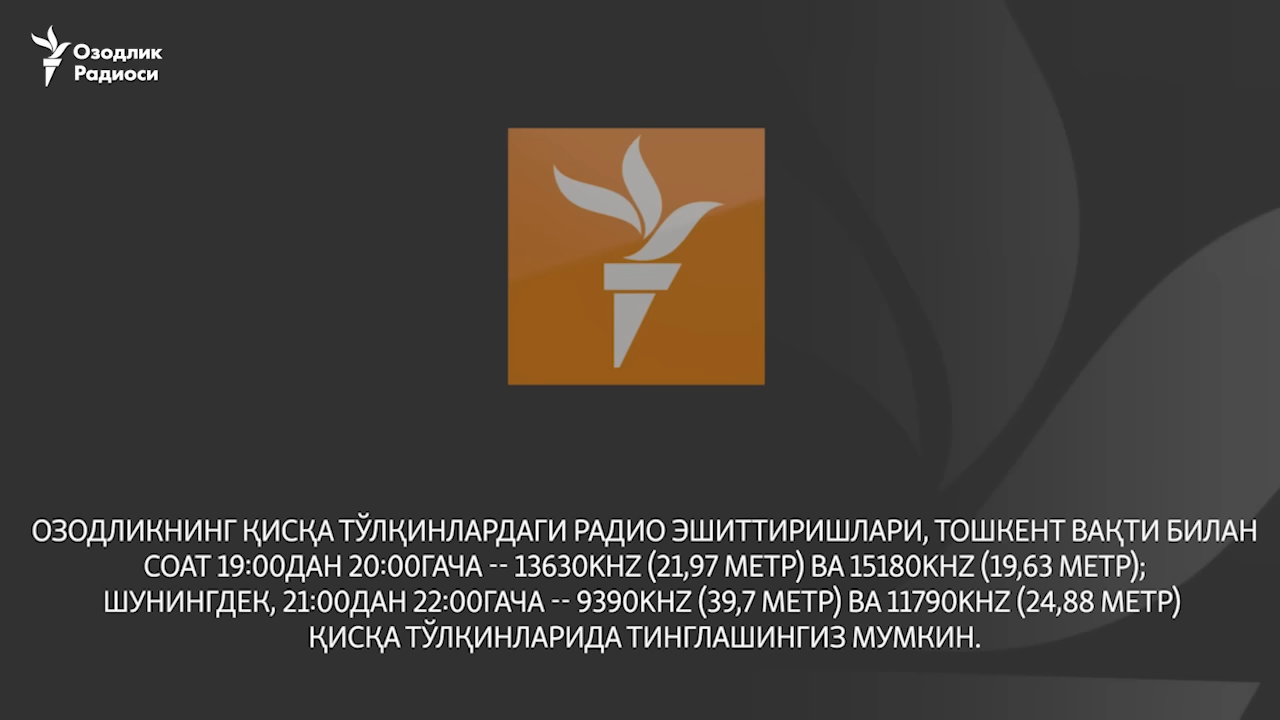 Озодлик
Радиоси
ОЗОДЛИКНИНГ ҚИСҚА ТЎЛҚИНЛАРДАГИ РАДИО ЭШИТТИРИШЛАРИ, ТОШКЕНТ ВАҚТИ БИЛАН
СОАТ 19:00ДАН 20:00ГАЧА -- 13630KHZ (21,97 МЕТР) ВА 15180KHZ (19,63 МЕТР);
ШУНИНГДЕК, 21:00ДАН 22:00ГАЧА -- 9390KHZ (39,7 МЕТР) ВА 11790KHZ (24,88 МЕТР)
ҚИСҚА ТЎЛҚИНЛАРИДА ТИНГЛАШИНГИЗ МУМКИН.